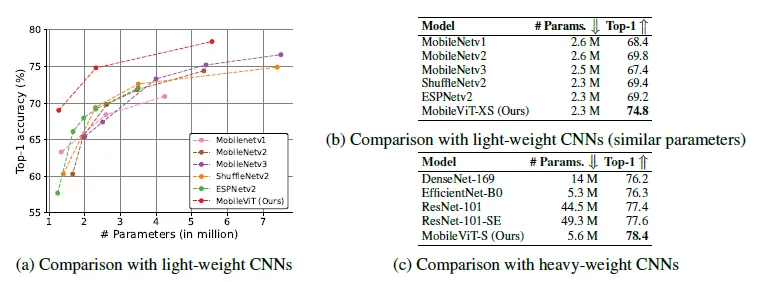 80
75
70
65
60
55
Top-1 accuracy (%)
1 2 3 4 5 6 7
# Parameters (in million)
Mobilenetv1
MobileNetv2
MobileNetv3
ShuffleNetv2
ESPNetv2
MobileViT (Ours)
(a) Comparison with light-weight CNNs
Model # Params. ⇓ Top-1 ⇑
MobileNetv1 2.6 M 68.4
MobileNetv2 2.6 M 69.8
MobileNetv3 2.5 M 67.4
ShuffleNetv2 2.3 M 69.4
ESPNetv2 2.3 M 69.2
MobileViT-XS (Ours) 2.3 M 74.8
(b) Comparison with light-weight CNNs (similar parameters)
Model # Params. ⇓ Top-1 ⇑
DenseNet-169 14 M 76.2
EfficientNet-B0 5.3 M 76.3
ResNet-101 44.5 M 77.4
ResNet-101-SE 49.3 M 77.6
MobileViT-S (Ours) 5.6 M 78.4
(c) Comparison with heavy-weight CNNs